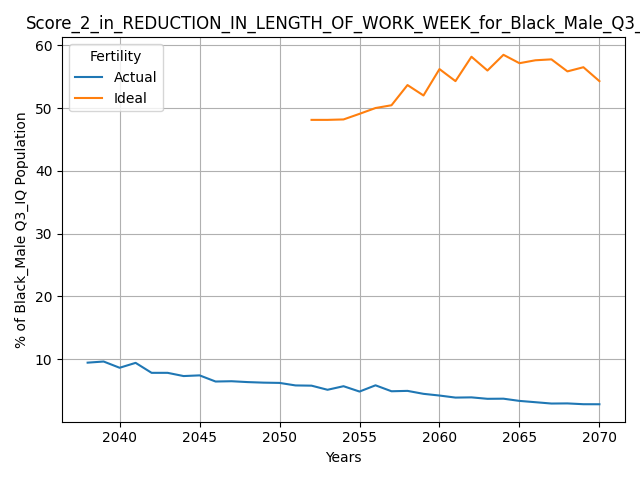 Score_2_in_REDUCTION_IN_LENGTH_OF_WORK_WEEK_for_Black_Male_Q3_
Fertility
Actual
Ideal
% of Black_Male Q3_IQ Population
60
50
40
30
20
10
2040 2045 2050 2055 2060 2065 2070
Years